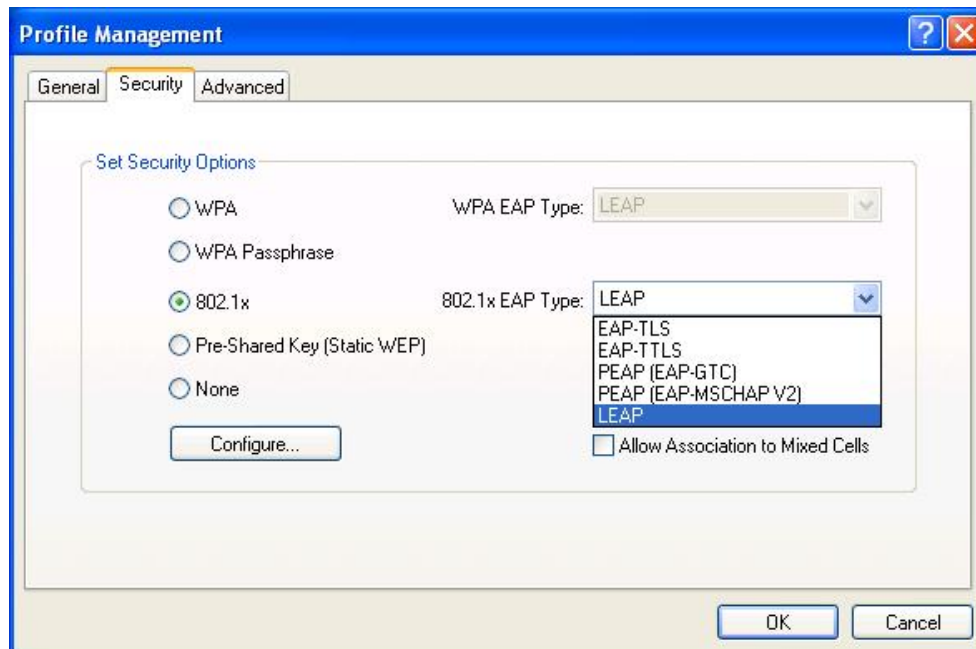 Profile Management
General Security Advanced
Set Security Options
WPA WPA EAP Type: LEAP
WPA Passphrase
802.1x 802.1x EAP Type: LEAP
EAP-TLS
EAP-TTLS
Pre-Shared Key (Static WEP)
PEAP (EAP-GTC)
PEAP (EAP-MSCHAP V2)
None
LEAP
Configure...
Allow Association to Mixed Cells
OK Cancel